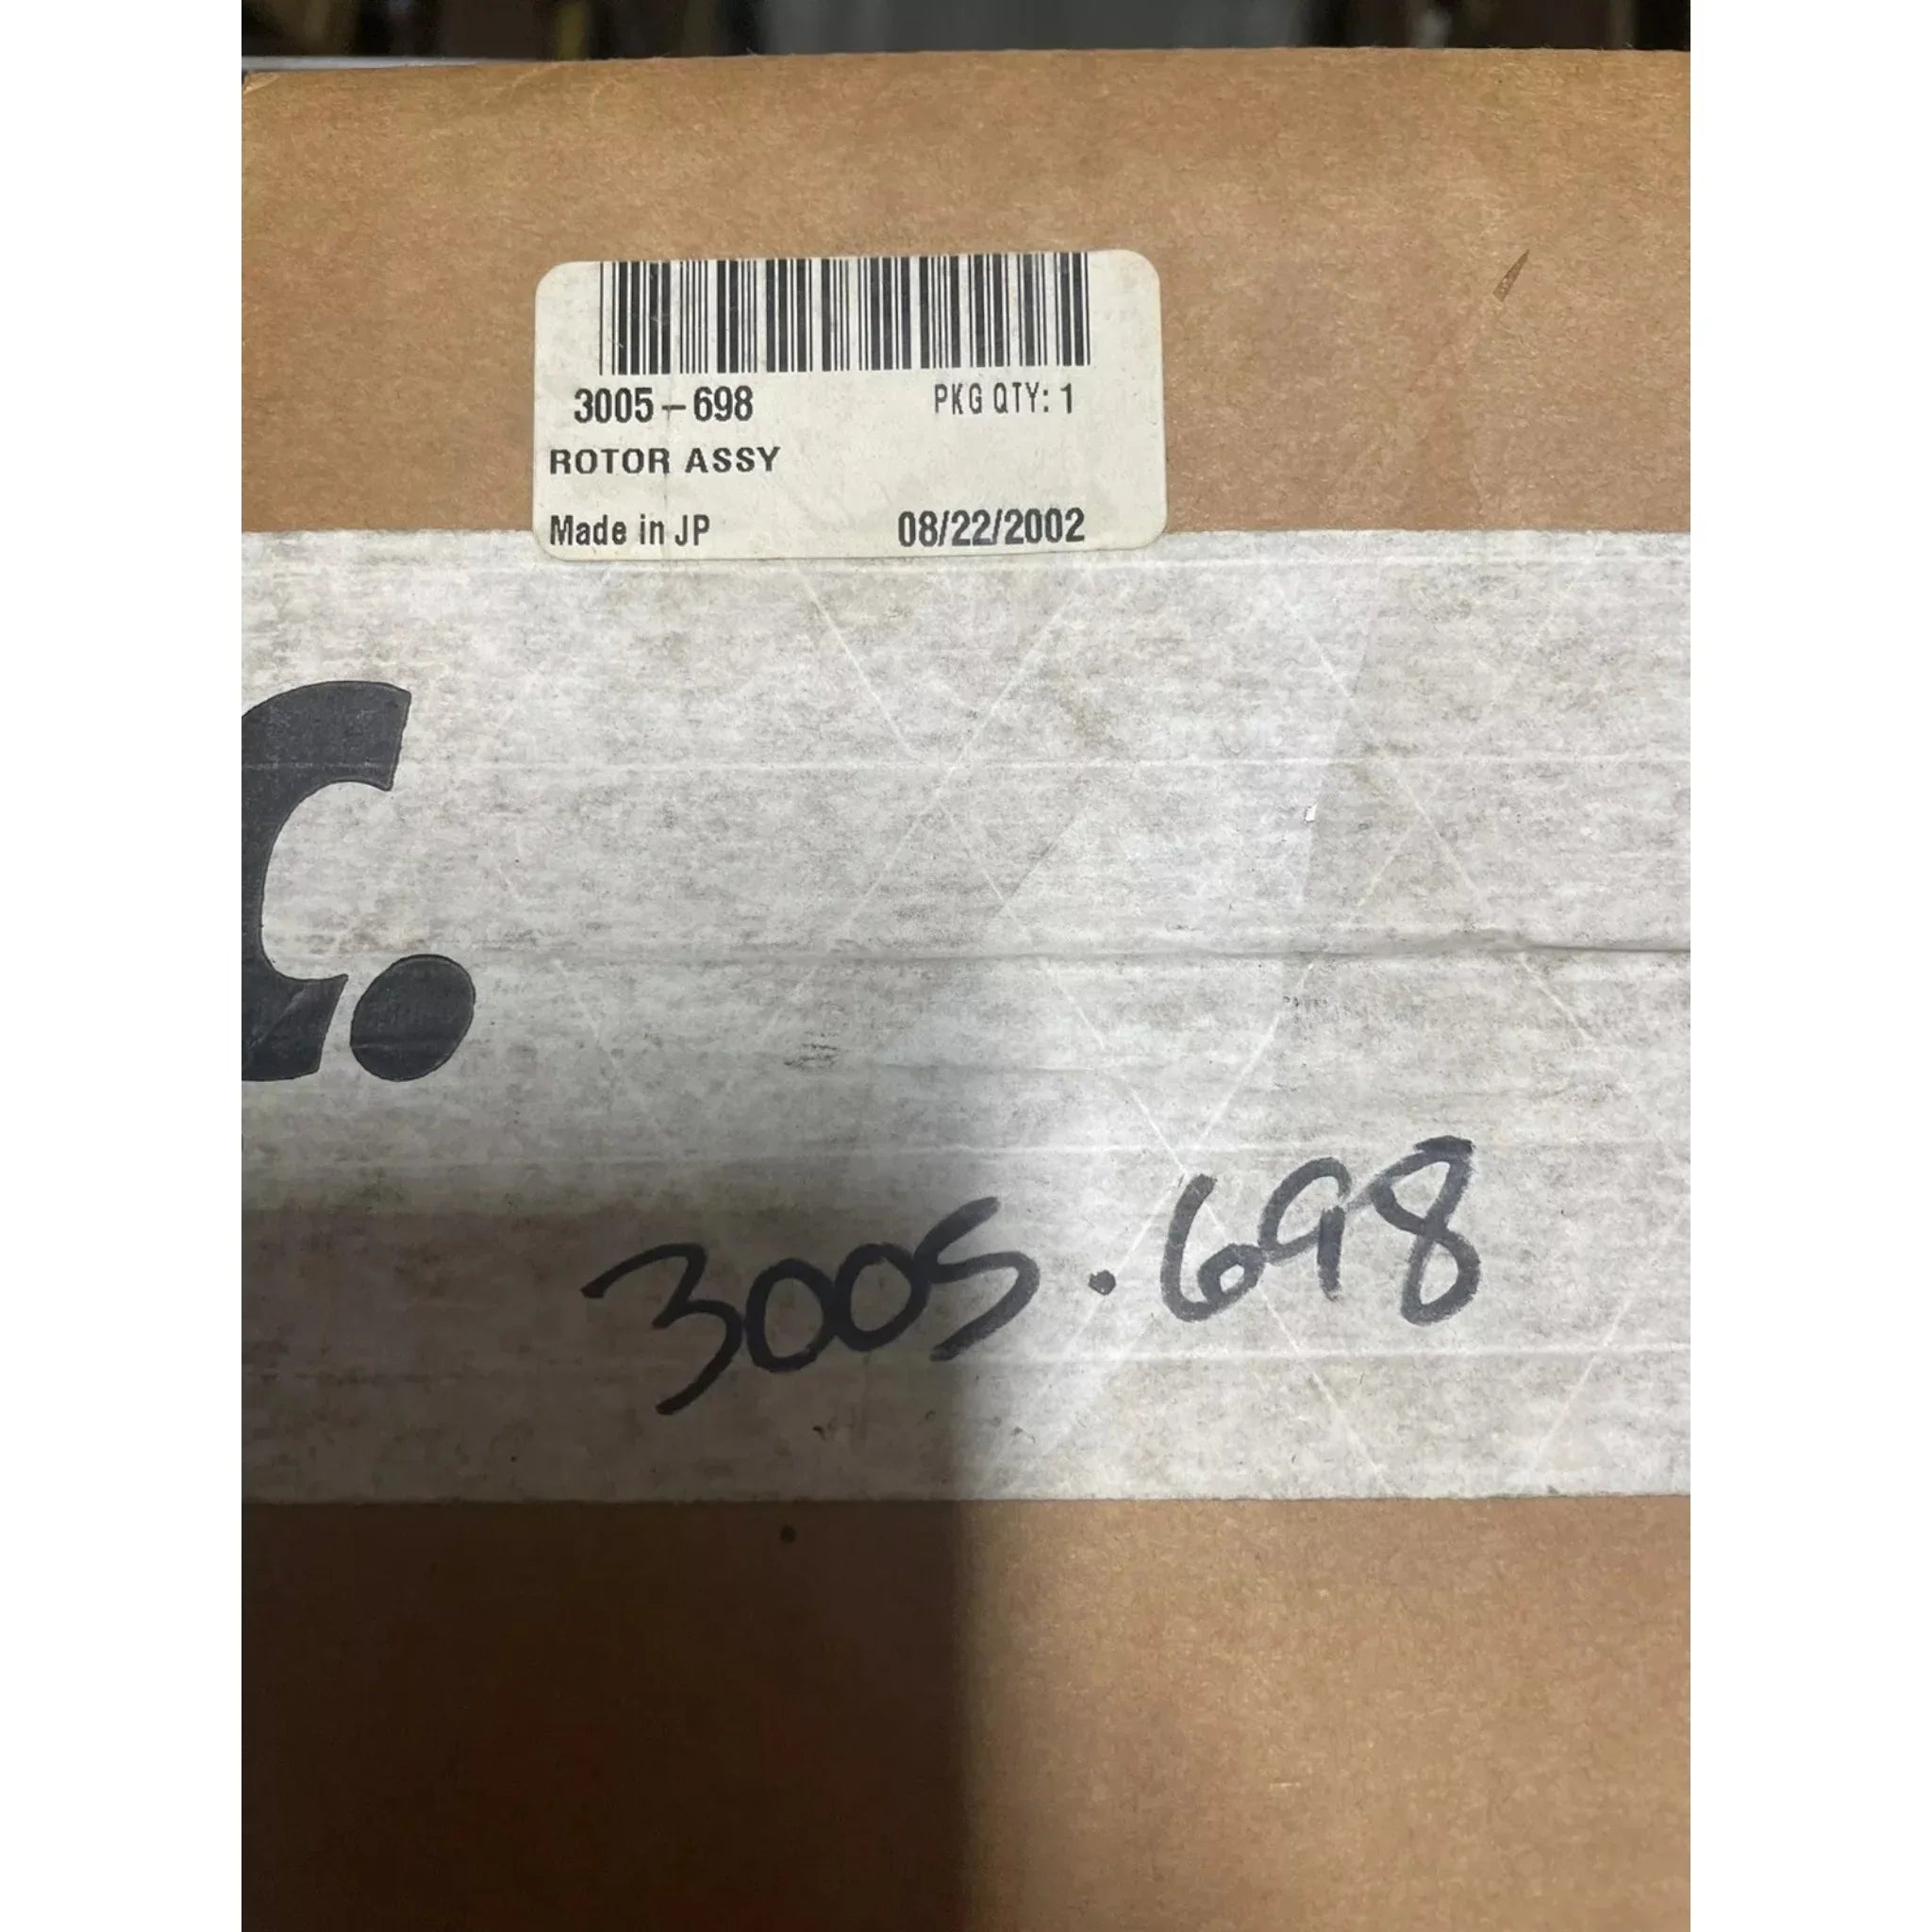 3005-698 PKG QTY: 1
ROTOR ASSY
Made in JP 08/22/2002
C.
3005.698